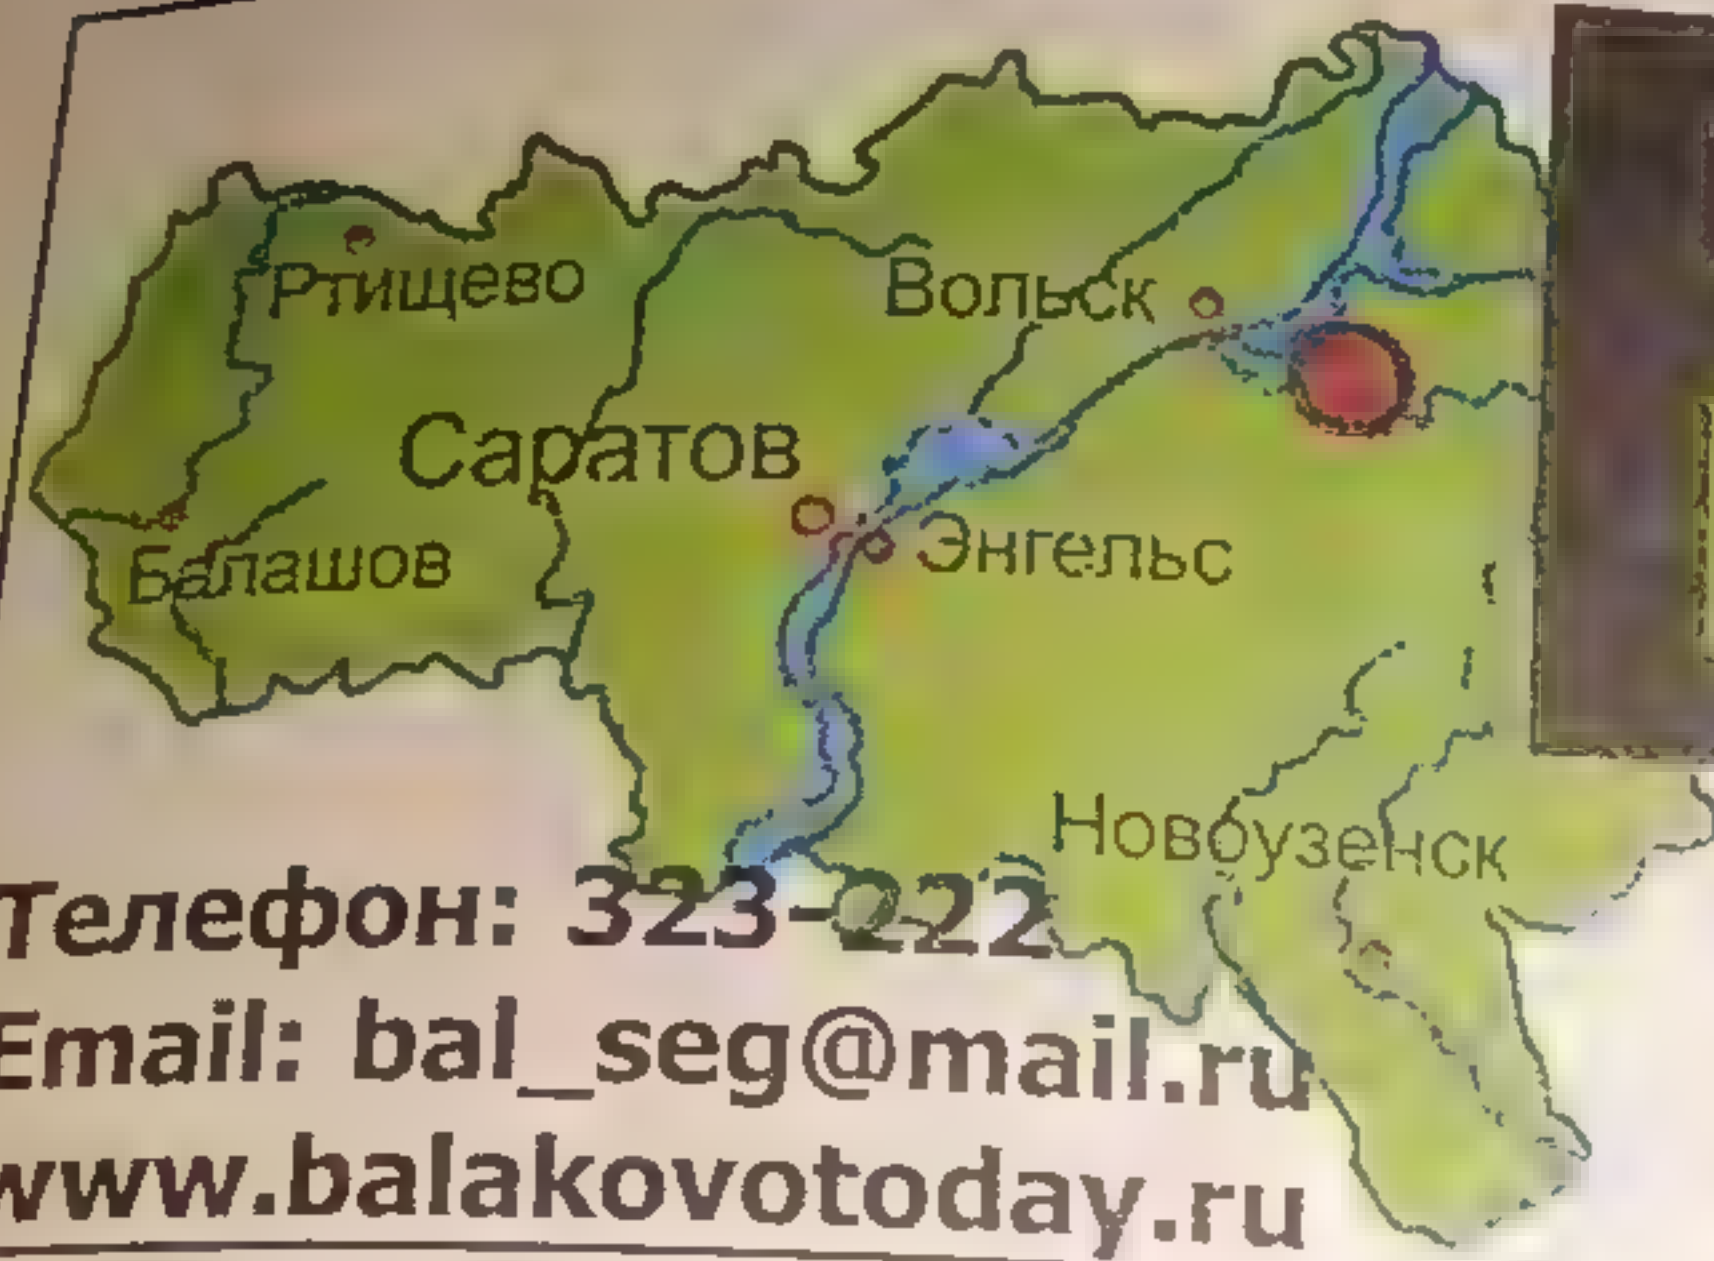 Ртищево
Вольск
Саратов
Энгельс
Балашов
Новоузенск
Телефон: 323-222
Email: bal_seg@mail.ru
www.balakovotoday.ru